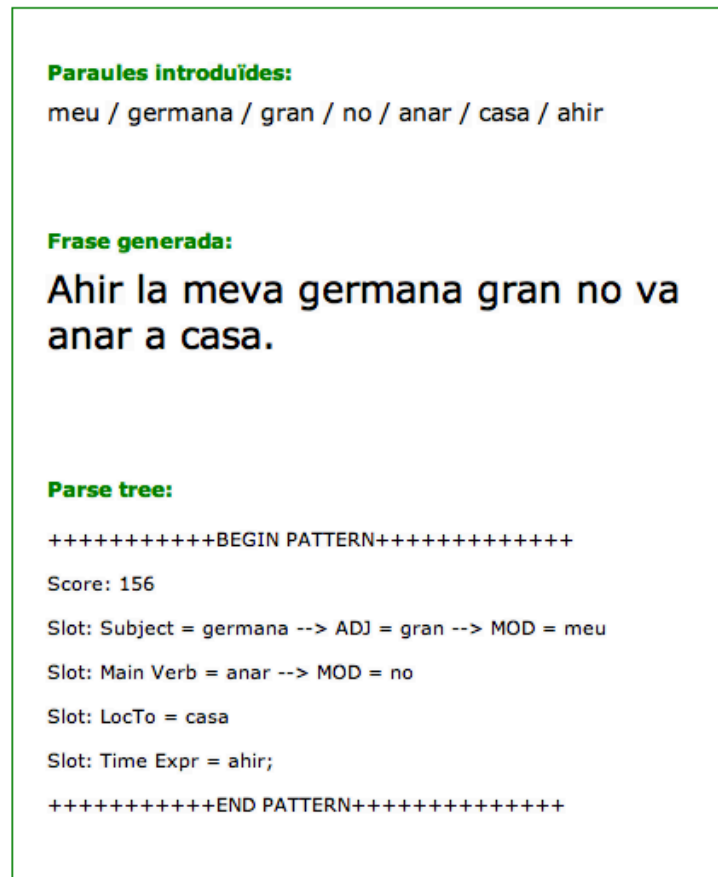 Paraules introduïdes:
meu / germana / gran / no / anar / casa / ahir
Frase generada:
Ahir la meva germana gran no va
anar a casa.
Parse tree:
+++++++++++BEGIN PATTERN+++++++++++++
Score: 156
Slot: Subject = germana --> ADJ = gran --> MOD = meu
Slot: Main Verb = anar --> MOD = no
Slot: LocTo = casa
Slot: Time Expr = ahir;
+++++++++++END PATTERN++++++++++++++